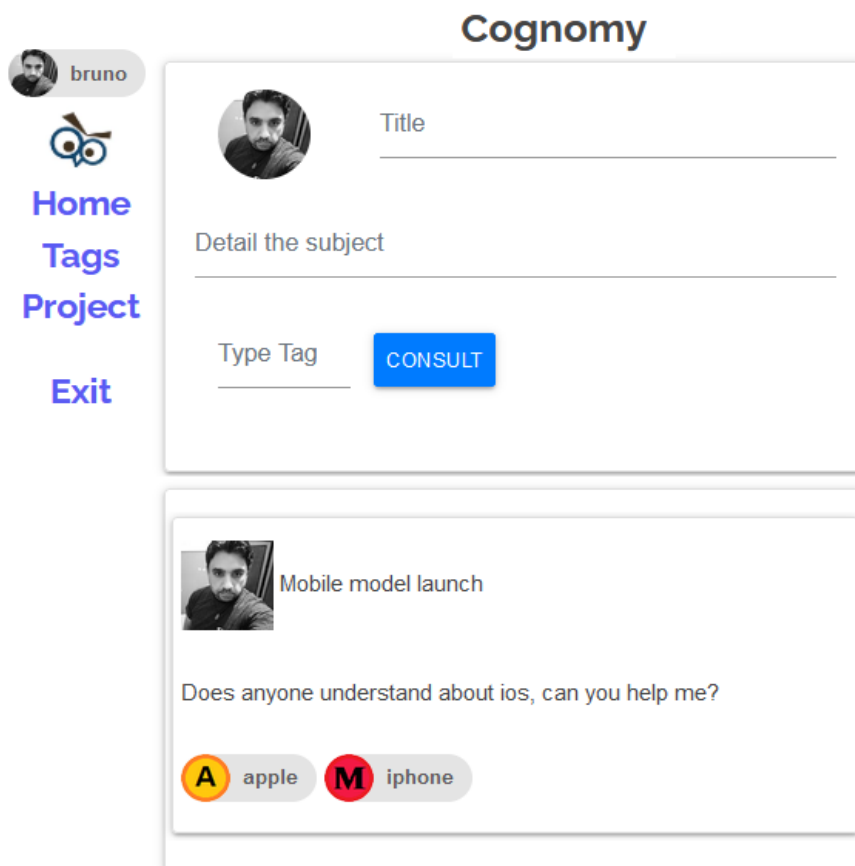 Cognomy
bruno
Home
Tags
Project
Exit
Title
Detail the subject
Type Tag
CONSULT
Mobile model launch
Does anyone understand about ios, can you help me?
A apple M iphone